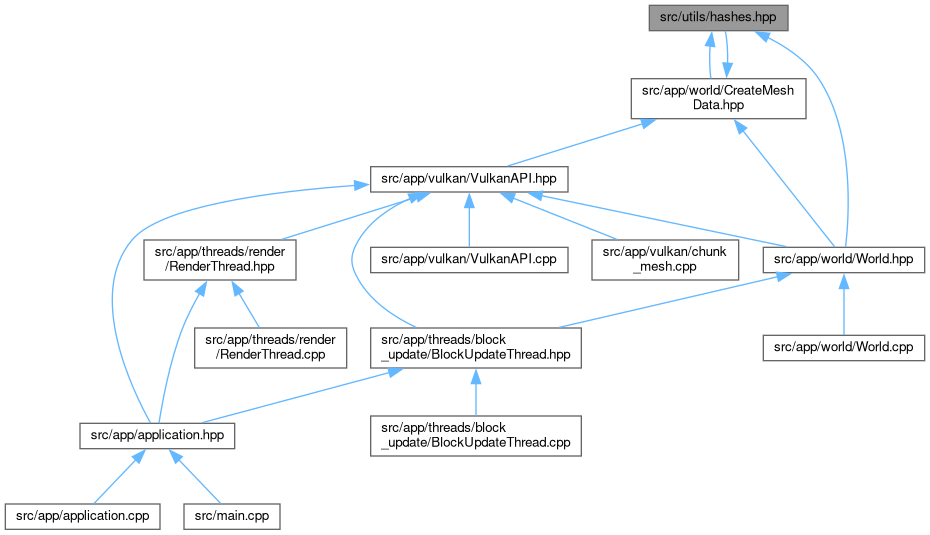 src/utils/hashes.hpp
src/app/world/CreateMesh
Data.hpp
src/app/vulkan/VulkanAPI.hpp
src/app/threads/render
/RenderThread.hpp
src/app/vulkan/VulkanAPI.cpp
src/app/vulkan/chunk
_mesh.cpp
src/app/world/World.hpp
src/app/threads/render
/RenderThread.cpp
src/app/threads/block
_update/BlockUpdateThread.hpp
src/app/world/World.cpp
src/app/application.hpp
src/app/threads/block
_update/BlockUpdateThread.cpp
src/app/application.cpp
src/main.cpp